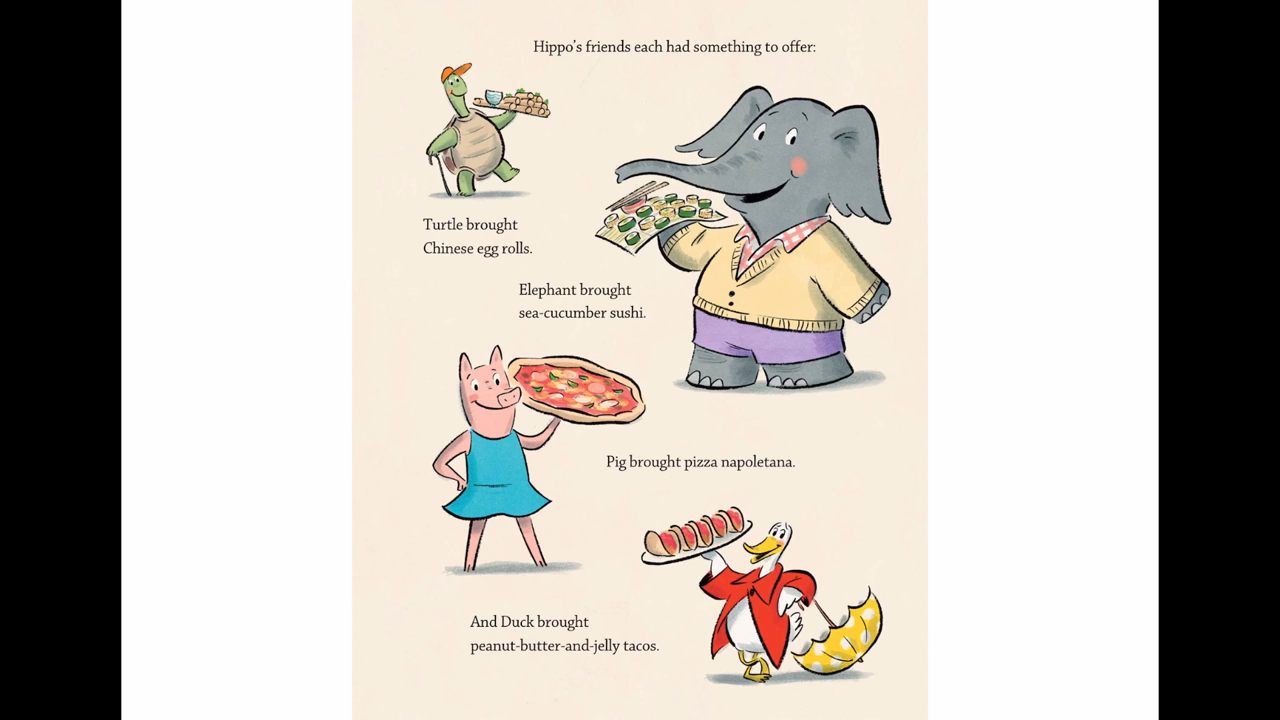 Hippo’s friends each had something to offer:
Turtle brought
Chinese egg rolls.
Elephant brought
sea-cucumber sushi.
Pig brought pizza napoletana.
And Duck brought
peanut-butter-and-jelly tacos.